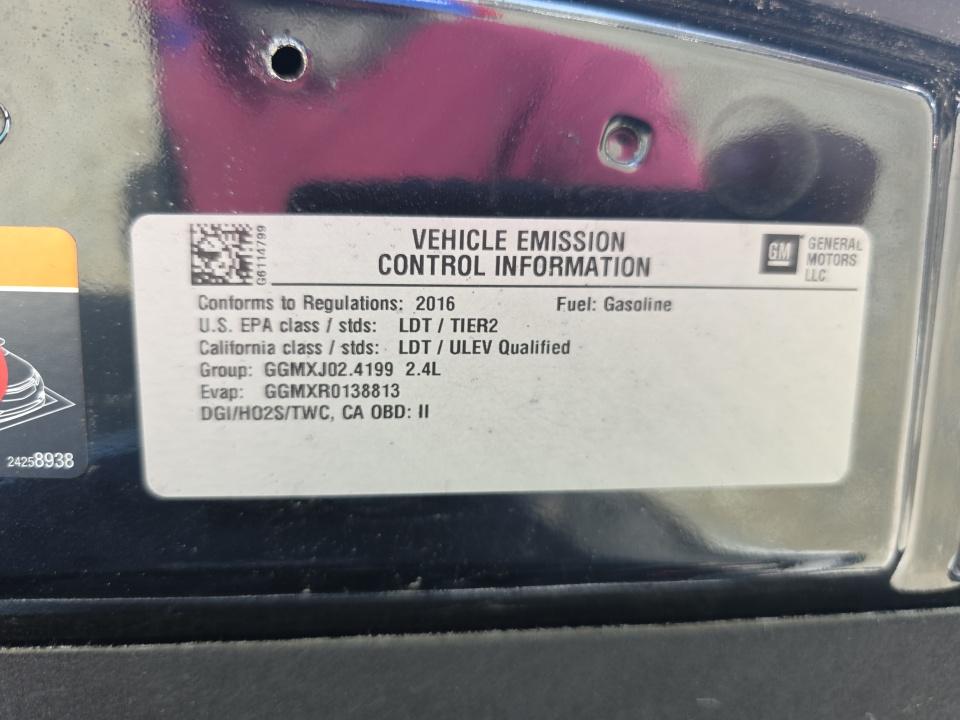 G6114799
VEHICLE EMISSION
CONTROL INFORMATION
GM
GENERAL
MOTORS
LLC
Conforms to Regulations: 2016 Fuel: Gasoline
U.S. EPA class / stds: LDT / TIER2
California class / stds: LDT / ULEV Qualified
Group: GGMXJ02.4199 2.4L
Evap: GGMXR0138813
DGI/HO2S/TWC, CA OBD: II
24258938